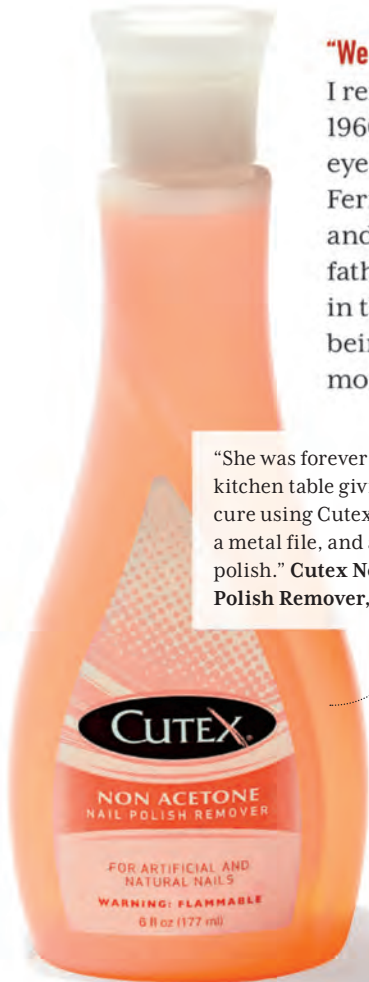 “We
I re
1960
eye
Fer
and
fath
in t
bein
mo
“She was forever
kitchen table giv
cure using Cutex
a metal file, and
polish.” Cutex No
Polish Remover,
CUTEX
NON ACETONE
NAIL POLISH REMOVER
FOR ARTIFICIAL AND
NATURAL NAILS
WARNING: FLAMMABLE
6 fl oz (177 ml)